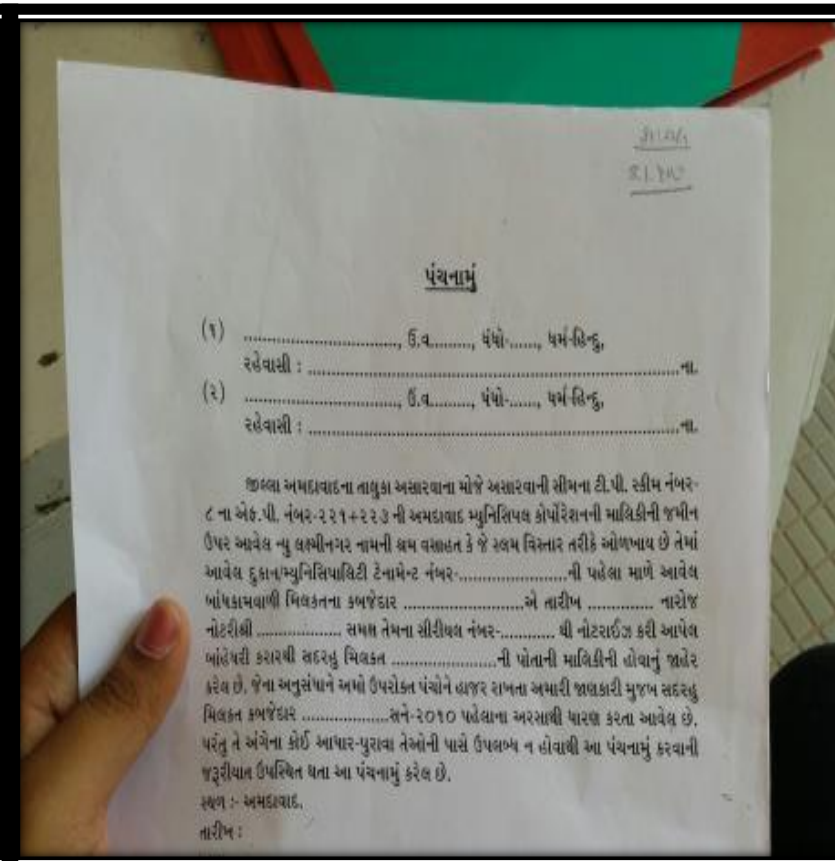 પંચનામું
(૧) ................................, ઉ.વ.........., ધંધો-......., ધર્મ-હિન્દુ,
રહેવાસી : ..........................................................................ના.
(૨) ................................, ઉં.વ.........., ધંધો-......., ધર્મ-હિન્દુ,
રહેવાસી : ..........................................................................ના.
જીલ્લા અમદાવાદના તાલુકા અસારવાના મોજે અસારવાની સીમના ટી.પી. સ્કીમ નંબર-
૮ ના એફ.પી. નંબર-૨૨૧+૨૨૩ ની અમદાવાદ મ્યુનિસિપલ કોર્પોરેશનની માલિકીની જમીન
ઉપર આવેલ ન્યુ લક્ષ્મીનગર નામની શ્રમ વસાહત કે જે સ્લમ વિસ્તાર તરીકે ઓળખાય છે તેમાં
આવેલ દુકાન/મ્યુનિસિપાલિટી ટેનામેન્ટ નંબર-......................ની પહેલા માળે આવેલ
બાંધકામવાળી મિલકતના કબજેદાર .........................એ તારીખ ............. નારોજ
નોટરીશ્રી ................. સમક્ષ તેમના સીરીયલ નંબર-........... થી નોટરાઈઝ કરી આપેલ
બાંહેધરી કરારથી સદરહુ મિલકત .....................ની પોતાની માલિકીની હોવાનું જાહેર
કરેલ છે. જેના અનુસંધાને અમો ઉપરોક્ત પંચોને હાજર રાખતા અમારી જાણકારી મુજબ સદરહુ
મિલકત કબજેદાર .................સને-૨૦૧૦ પહેલાના અરસાથી ધારણ કરતા આવેલ છે.
પરંતુ તે અંગેના કોઈ આધાર-પુરાવા તેઓની પાસે ઉપલબ્ધ ન હોવાથી આ પંચનામું કરવાની
જરૂરીયાત ઉપસ્થિત થતા આ પંચનામું કરેલ છે.
સ્થળ :- અમદાવાદ.
તારીખ :